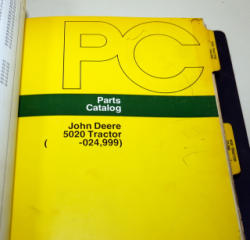 PC
Parts
Catalog
John Deere
5020 Tractor
( -024,999)